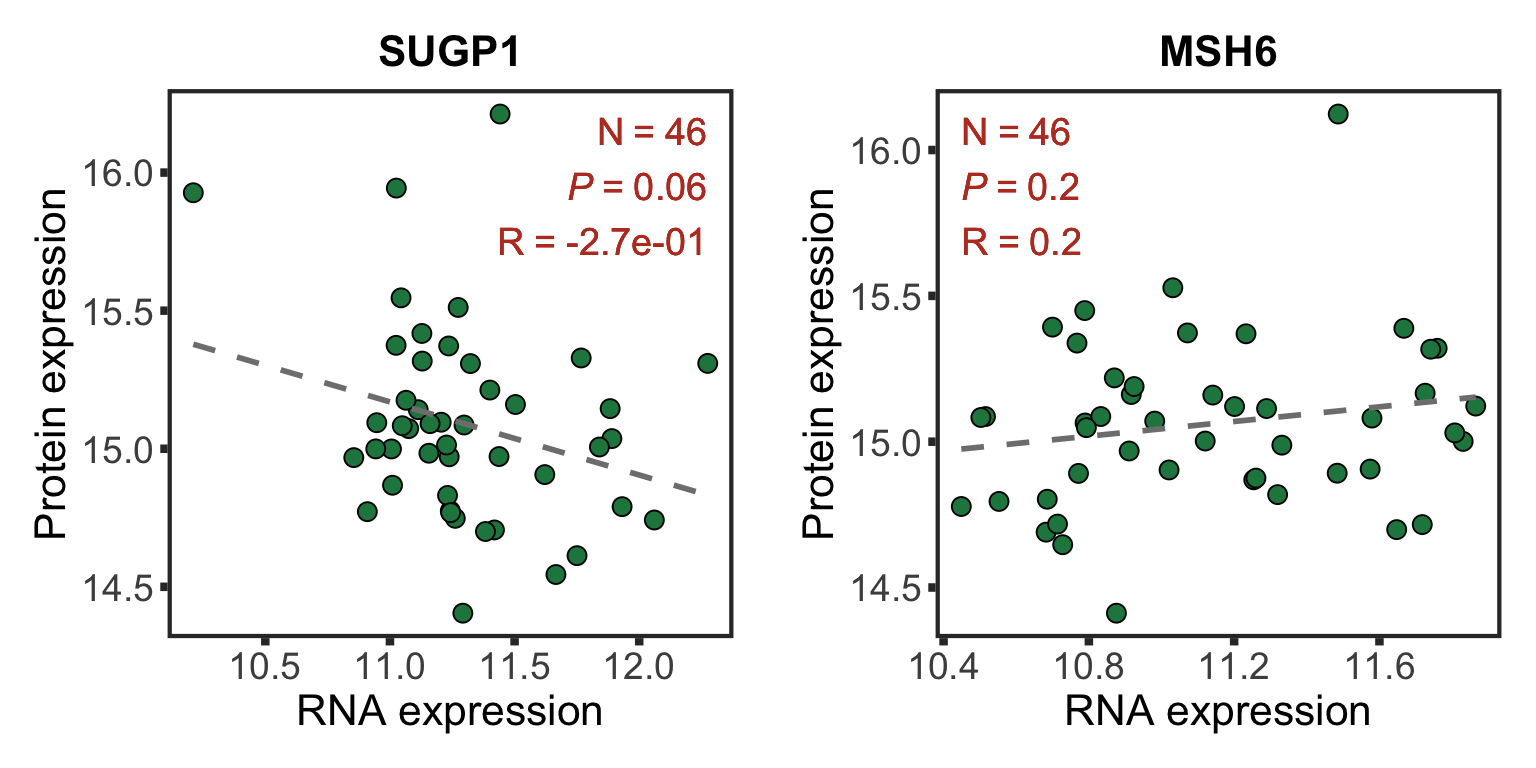 SUGP1
N = 46
P = 0.06
R = -2.7e-01
16.0
15.5
15.0
14.5
Protein expression
10.5 11.0 11.5 12.0
RNA expression
MSH6
N = 46
P = 0.2
R = 0.2
16.0
15.5
15.0
14.5
Protein expression
10.4 10.8 11.2 11.6
RNA expression